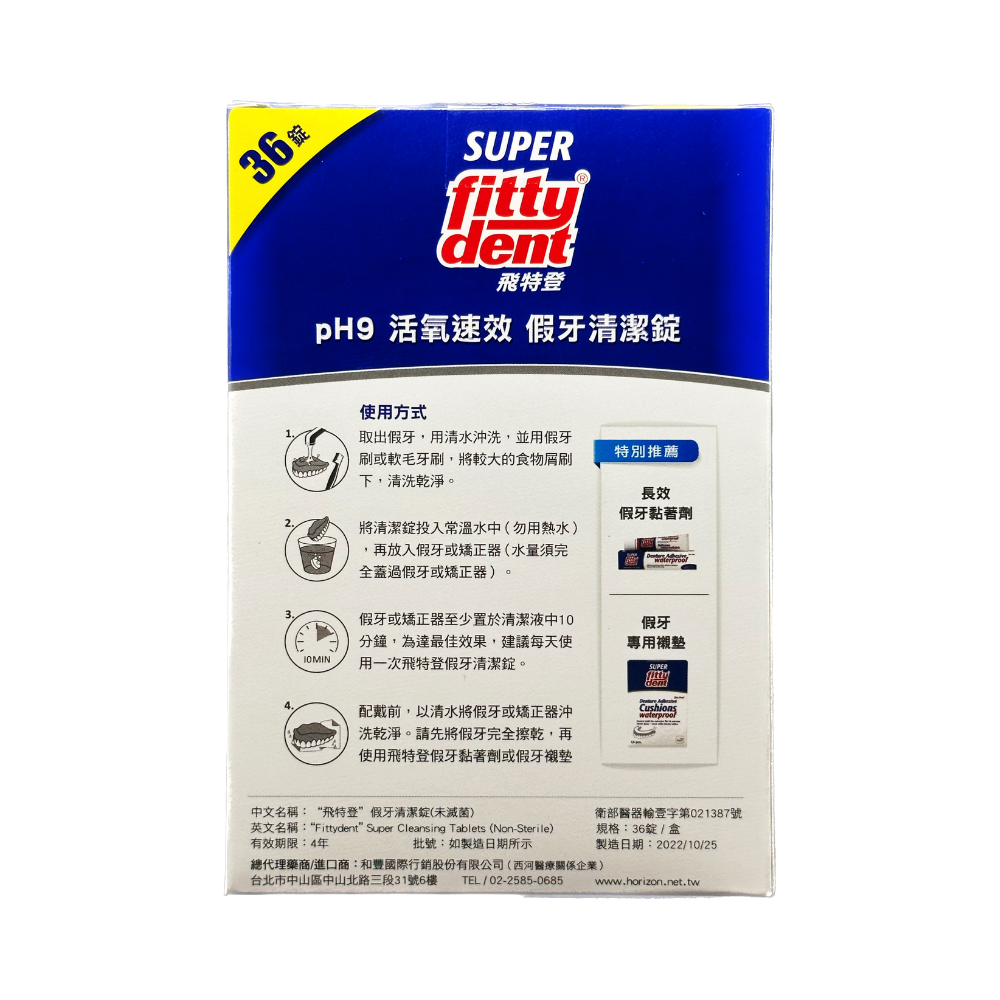 36錠
SUPER
fitty®
dent
飛特登
pH9 活氧速效 假牙清潔錠
使用方式
1.
取出假牙，用清水沖洗，並用假牙
刷或軟毛牙刷，將較大的食物屑刷
下，清洗乾淨。
2.
將清潔錠投入常溫水中（勿用熱水）
，再放入假牙或矯正器（水量須完
全蓋過假牙或矯正器）。
3.
10MIN
假牙或矯正器至少置於清潔液中10
分鐘，為達最佳效果，建議每天使
用一次飛特登假牙清潔錠。
4.
配戴前，以清水將假牙或矯正器沖
洗乾淨。請先將假牙完全擦乾，再
使用飛特登假牙黏著劑或假牙襯墊
特別推薦
長效
假牙黏著劑
SUPER
Denture Adhesive
waterproof
假牙
專用襯墊
SUPER
fitty
dent
Denture Adhesive
Cushions
waterproof
中文名稱：“飛特登”假牙清潔錠(未滅菌)
衛部醫器輸壹字第021387號
英文名稱：“Fittydent” Super Cleansing Tablets (Non-Sterile)
規格：36錠 / 盒
有效期限：4年 批號：如製造日期所示
製造日期：2022/10/25
總代理藥商/進口商：和豐國際行銷股份有限公司（西河醫療關係企業）
台北市中山區中山北路三段31號6樓 TEL / 02-2585-0685 www.horizon.net.tw